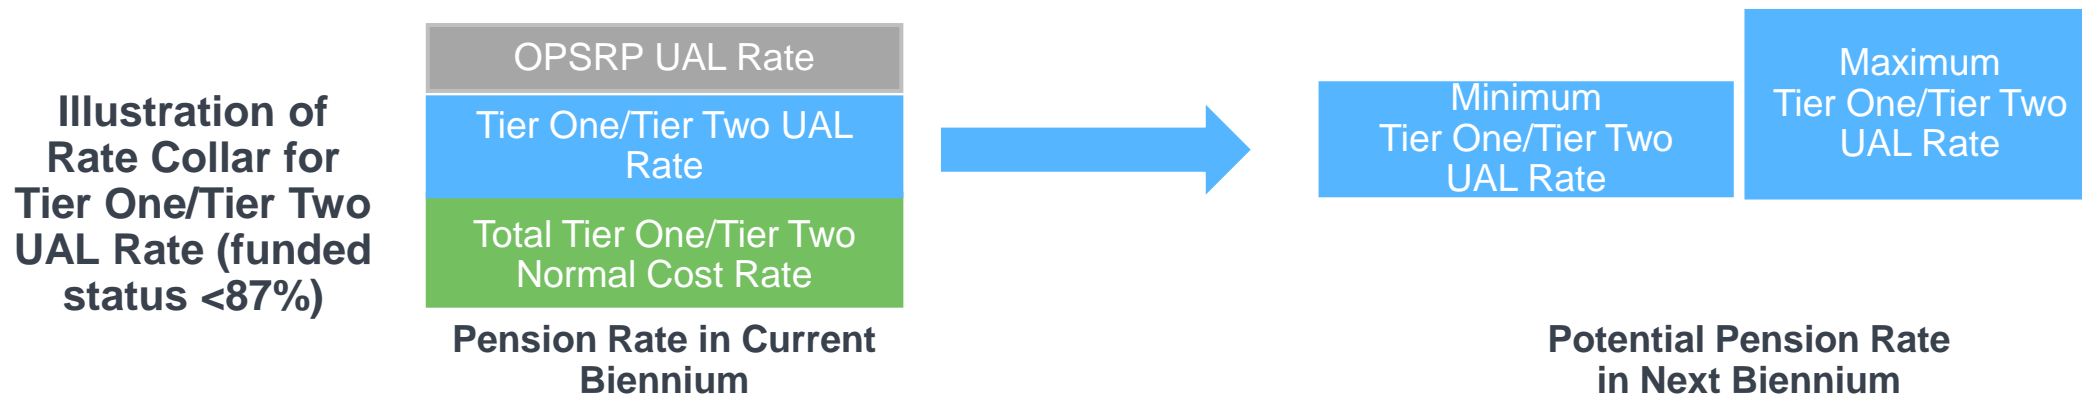 Illustration of
Rate Collar for
Tier One/Tier Two
UAL Rate (funded
status <87%)
OPSRP UAL Rate
Tier One/Tier Two UAL
Rate
Total Tier One/Tier Two
Normal Cost Rate
Pension Rate in Current
Biennium
Minimum
Tier One/Tier Two
UAL Rate
Maximum
Tier One/Tier Two
UAL Rate
Potential Pension Rate
in Next Biennium